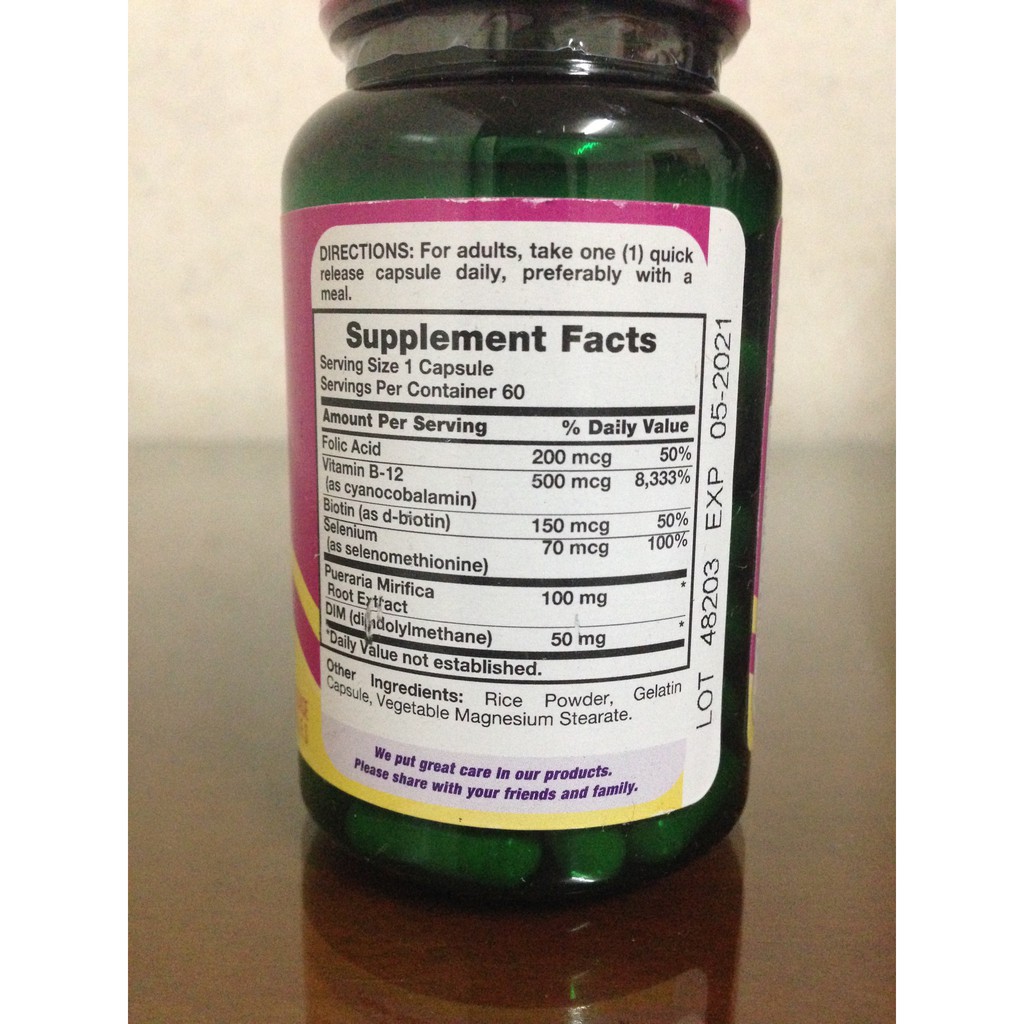 DIRECTIONS: For adults, take one (1) quick
release capsule daily, preferably with a
meal.
Supplement Facts
Serving Size 1 Capsule
Servings Per Container 60
Amount Per Serving % Daily Value
Folic Acid 200 mcg 50%
Vitamin B-12 500 mcg 8,333%
(as cyanocobalamin)
Biotin (as d-biotin) 150 mcg 50%
Selenium 70 mcg 100%
(as selenomethionine)
Pueraria Mirifica *
Root Extract 100 mg
DIM (diindolylmethane) 50 mg *
*Daily Value not established.
Other Ingredients: Rice Powder, Gelatin
Capsule, Vegetable Magnesium Stearate.
We put great care in our products.
Please share with your friends and family.
LOT 48203 EXP 05-2021